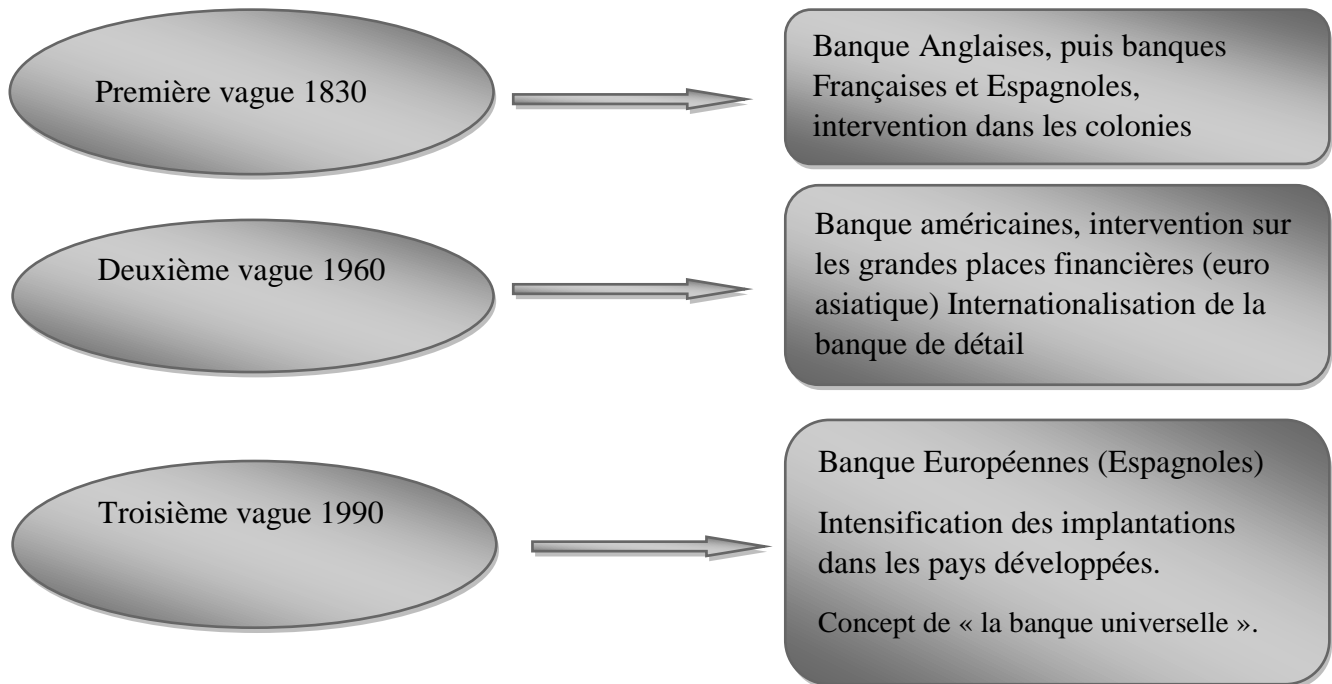 Première vague 1830
Banque Anglaises, puis banques
Françaises et Espagnoles,
intervention dans les colonies
Deuxième vague 1960
Banque américaines, intervention sur
les grandes places financières (euro
asiatique) Internationalisation de la
banque de détail
Troisième vague 1990
Banque Européennes (Espagnoles)
Intensification des implantations
dans les pays développées.
Concept de « la banque universelle ».